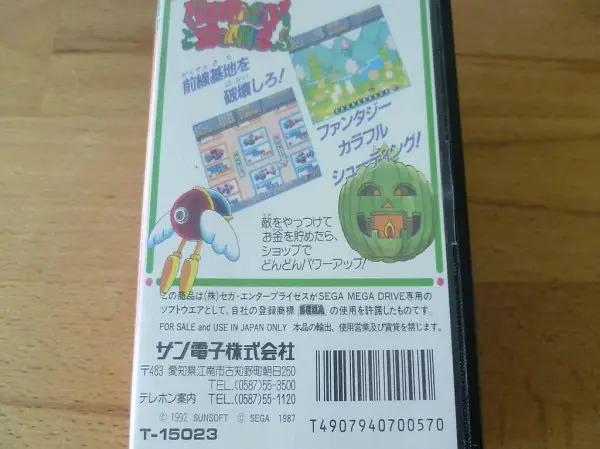 前線基地を
ぜんせんきち
破壊しろ!
はかい
ファンタジー
カラフル
シューティング!
敵をやっつけて
お金を貯めたら、
ショップで
どんどんパワーアップ!
この商品は(株)セガ・エンタープライゼスがSEGA MEGA DRIVE専用の
ソフトウエアとして、自社の登録商標 SEGA の使用を許諾したものです。
FOR SALE and USE IN JAPAN ONLY 本品の輸出、使用営業及び賃貸を禁じます。
サン電子株式会社
〒483 愛知県江南市古知野町朝日250
TEL.(0587)55-3500
テレホン案内 TEL.(0587)55-1120
© 1992 SUNSOFT © SEGA 1987
T-15023
T4907940700570